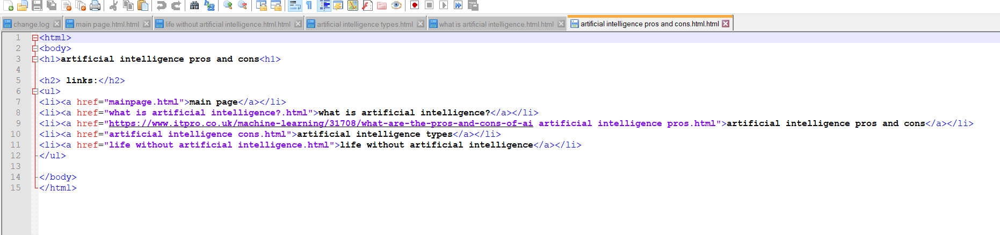 change.log main page.html.html life without artificial intelligence.html.html artificial intelligence types.html what is artificial intelligence.html.html artificial intelligence pros and cons.html.html
1 <html>
2 <body>
3 <h1>artificial intelligence pros and cons<h1>
4
5 <h2> links:</h2>
6 <ul>
7 <li><a href="mainpage.html">main page</a></li>
8 <li><a href="what is artificial intelligence?.html">what is artificial intelligence?</a></li>
9 <li><a href="https://www.itpro.co.uk/machine-learning/31708/what-are-the-pros-and-cons-of-ai artificial intelligence pros.html">artificial intelligence pros and cons</a></li>
10 <li><a href="artificial intelligence cons.html">artificial intelligence types</a></li>
11 <li><a href="life without artificial intelligence.html">life without artificial intelligence</a></li>
12 </ul>
13
14 </body>
15 </html>